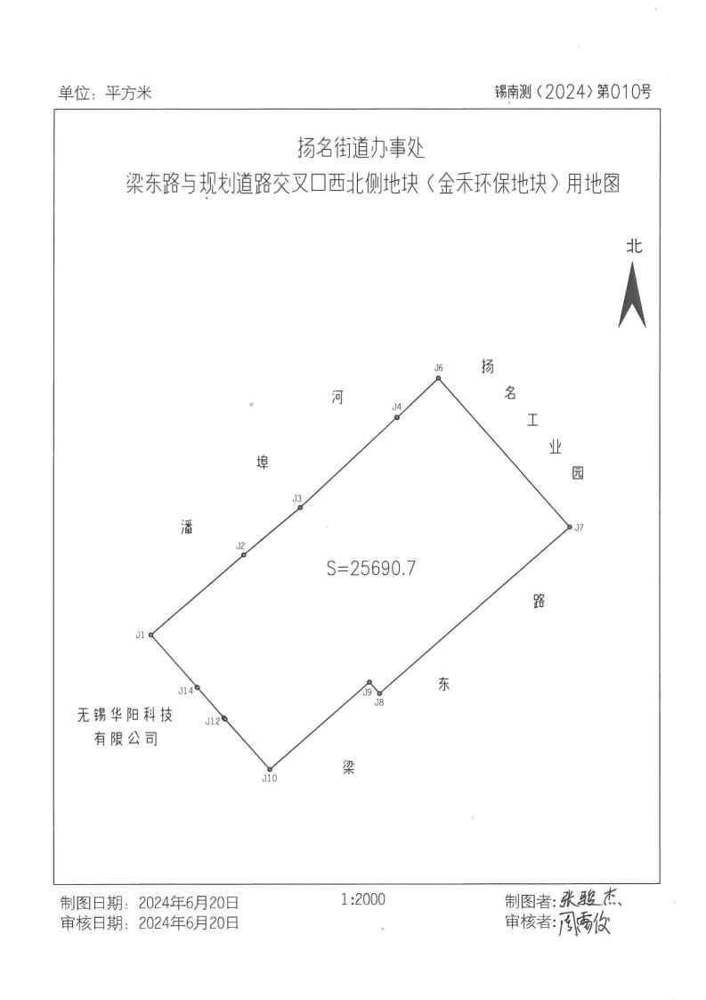 单位：平方米
锡南测（2024）第010号
扬名街道办事处
梁东路与规划道路交叉口西北侧地块（金禾环保地块）用地图
北
J6
扬名工业园
河
J4
埠
J3
潘
J2
J7
S=25690.7
路
J1
东
J9
J14
J8
无锡华阳科技
J12
有限公司
梁
J10
制图日期：2024年6月20日
1:2000
制图者：张骏杰
审核日期：2024年6月20日
审核者：周雪仪